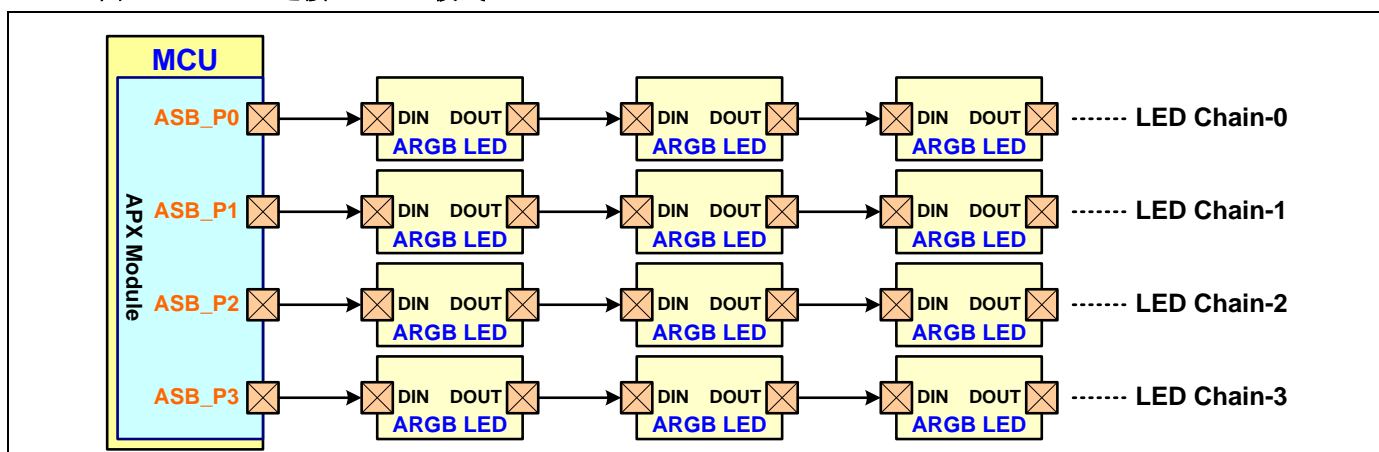 MCU
APX Module
ASB_P0
DIN DOUT
ARGB LED
DIN DOUT
ARGB LED
DIN DOUT
ARGB LED
LED Chain-0
ASB_P1
DIN DOUT
ARGB LED
DIN DOUT
ARGB LED
DIN DOUT
ARGB LED
LED Chain-1
ASB_P2
DIN DOUT
ARGB LED
DIN DOUT
ARGB LED
DIN DOUT
ARGB LED
LED Chain-2
ASB_P3
DIN DOUT
ARGB LED
DIN DOUT
ARGB LED
DIN DOUT
ARGB LED
LED Chain-3